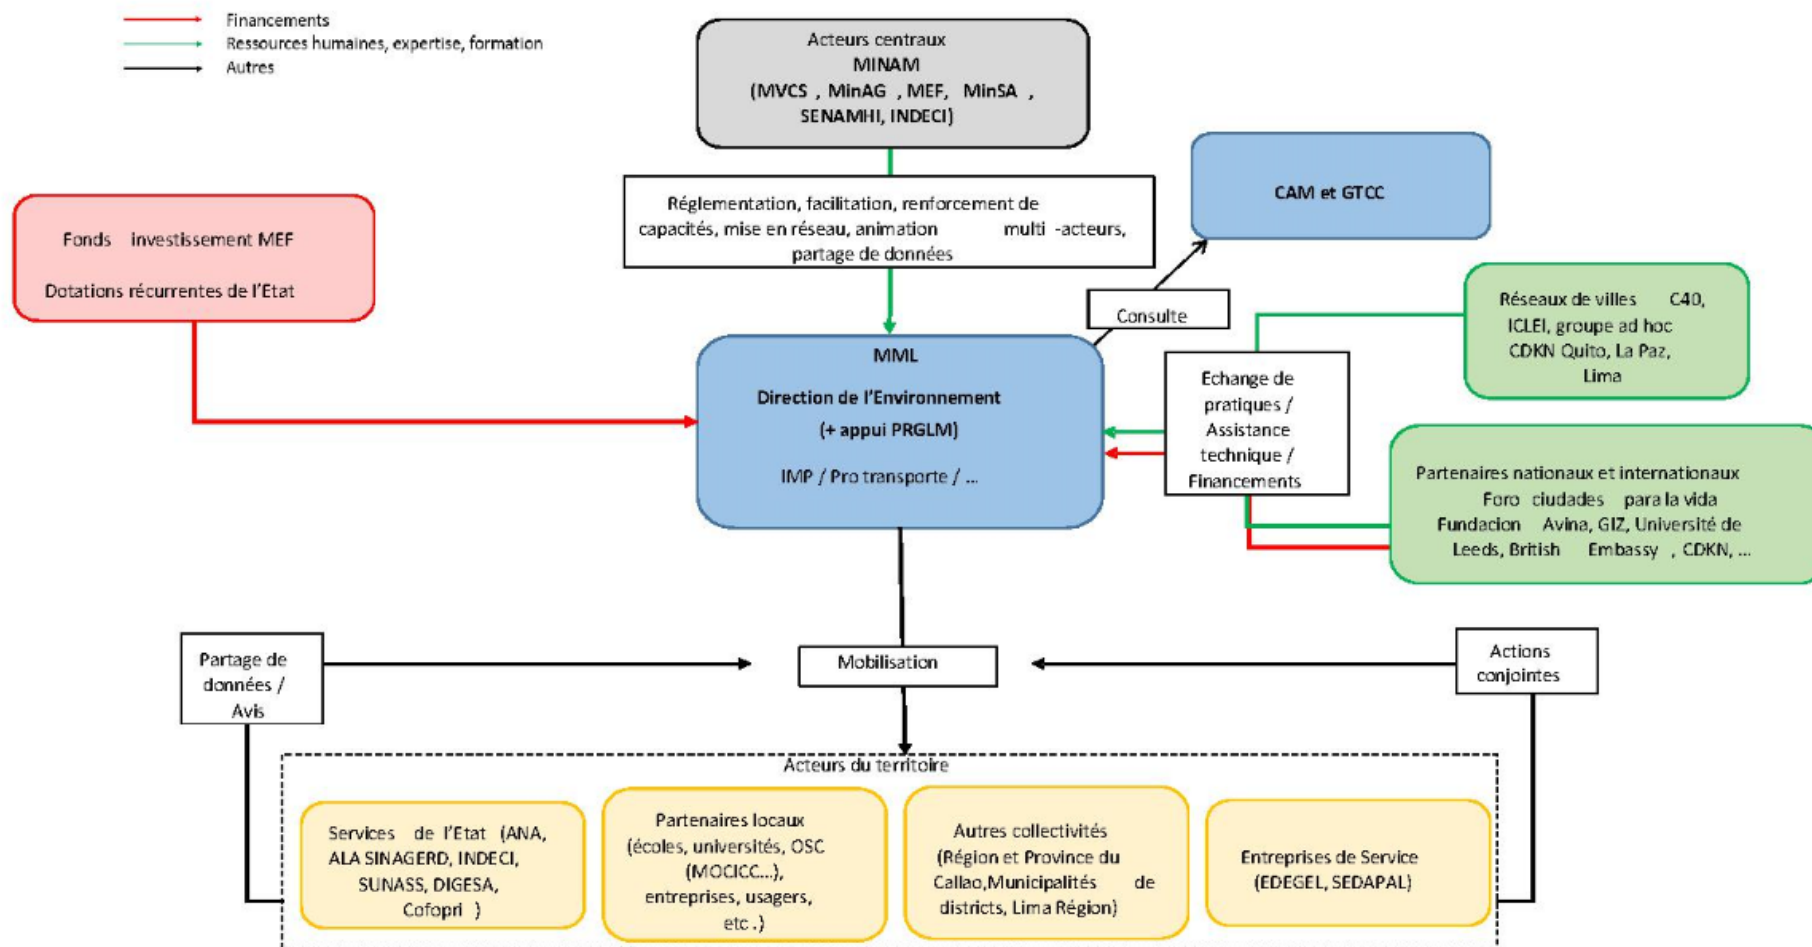 Financements
Ressources humaines, expertise, formation
Autres
Acteurs centraux
MINAM
(MVCS , MinAG , MEF, MinSA ,
SENAMHI, INDECI)
Réglementation, facilitation, renforcement de
capacités, mise en réseau, animation multi -acteurs,
partage de données
CAM et GTCC
Fonds investissement MEF
Dotations récurrentes de l'Etat
Consulte
Réseaux de villes C40,
ICLEI, groupe ad hoc
CDKN Quito, La Paz,
Lima
MML
Direction de l'Environnement
(+ appui PRGLM)
IMP / Pro transporte / ...
Echange de
pratiques /
Assistance
technique /
Financements
Partenaires nationaux et internationaux
Foro ciudades para la vida
Fundacion Avina, GIZ, Université de
Leeds, British Embassy , CDKN, ...
Partage de
données /
Avis
Mobilisation
Actions
conjointes
Acteurs du territoire
Services de l'Etat (ANA,
ALA SINAGERD, INDECI,
SUNASS, DIGESA,
Cofopri )
Partenaires locaux
(écoles, universités, OSC
(MOCICC...),
entreprises, usagers,
etc .)
Autres collectivités
(Région et Province du
Callao,Municipalités de
districts, Lima Région)
Entreprises de Service
(EDEGEL, SEDAPAL)